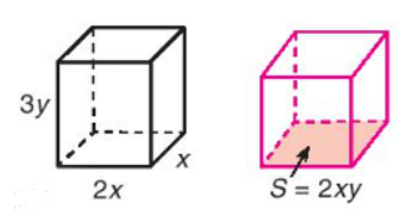 3y
x
2x
S = 2xy